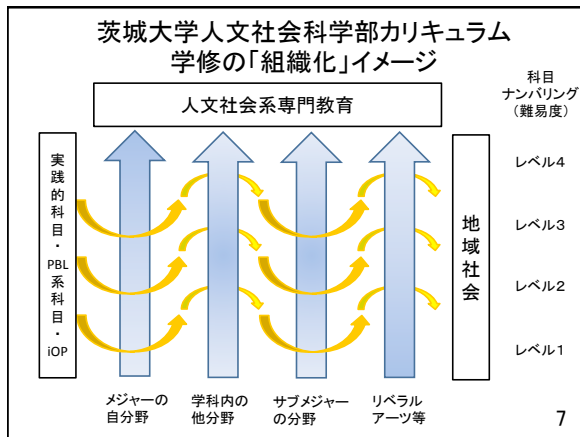 茨城大学人文社会科学部カリキュラム
学修の「組織化」イメージ
科目
ナンバリング
(難易度)
人文社会系専門教育
実践的科目・PBL系科目・iOP
地域社会
レベル4
レベル3
レベル2
レベル1
メジャーの
自分野
学科内の
他分野
サブメジャー
の分野
リベラル
アーツ等
7